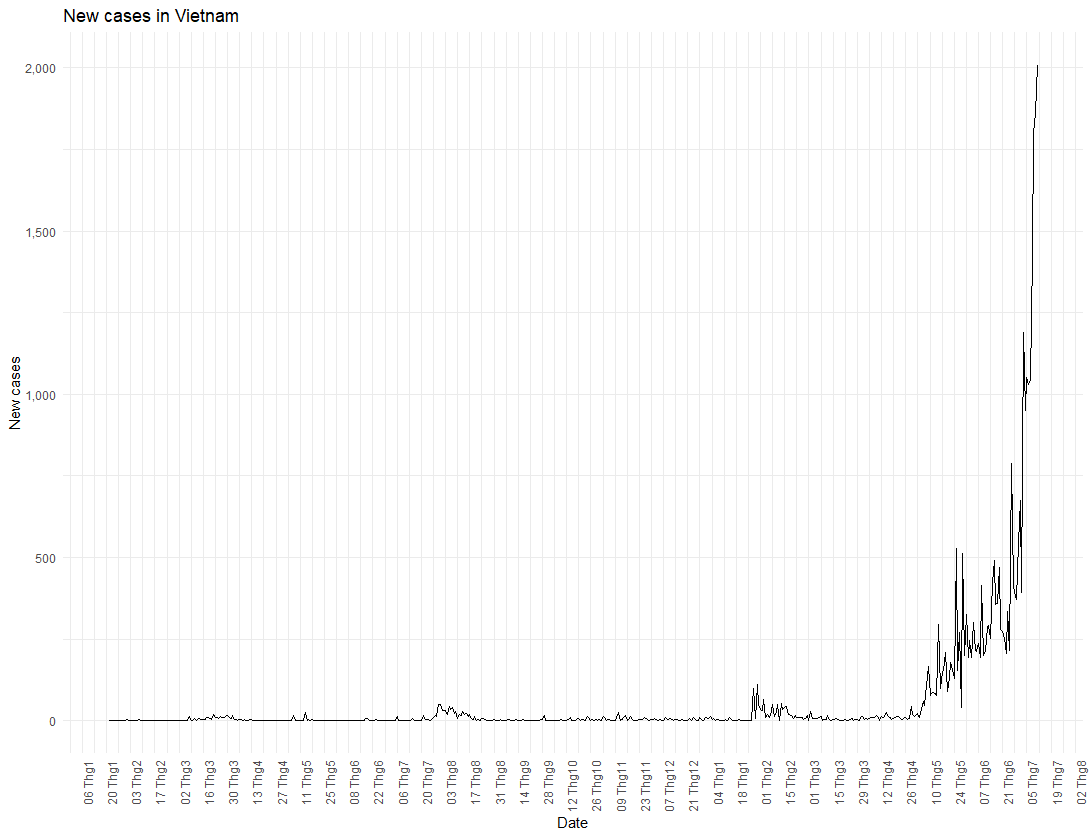 New cases in Vietnam
2,000
1,500
1,000
500
0
New cases
06 Thg1
20 Thg1
03 Thg2
17 Thg2
02 Thg3
16 Thg3
30 Thg3
13 Thg4
27 Thg4
11 Thg5
25 Thg5
08 Thg6
22 Thg6
06 Thg7
20 Thg7
03 Thg8
17 Thg8
31 Thg8
14 Thg9
28 Thg9
12 Thg10
26 Thg10
09 Thg11
23 Thg11
07 Thg12
21 Thg12
04 Thg1
18 Thg1
01 Thg2
15 Thg2
01 Thg3
15 Thg3
29 Thg3
12 Thg4
26 Thg4
10 Thg5
24 Thg5
07 Thg6
21 Thg6
05 Thg7
19 Thg7
02 Thg8
Date